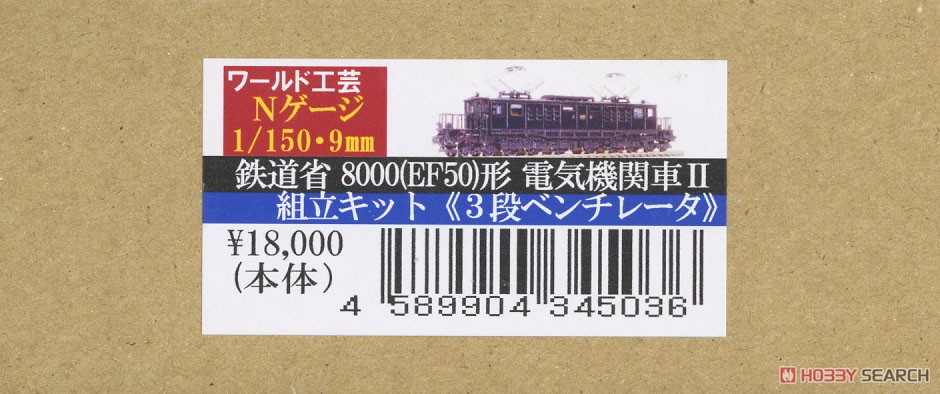 ワールド工芸
Nゲージ
1/150・9mm
鉄道省 8000(EF50)形 電気機関車Ⅱ
組立キット《3段ベンチレータ》
¥18,000
(本体)
4 589904 345036
HOBBY SEARCH